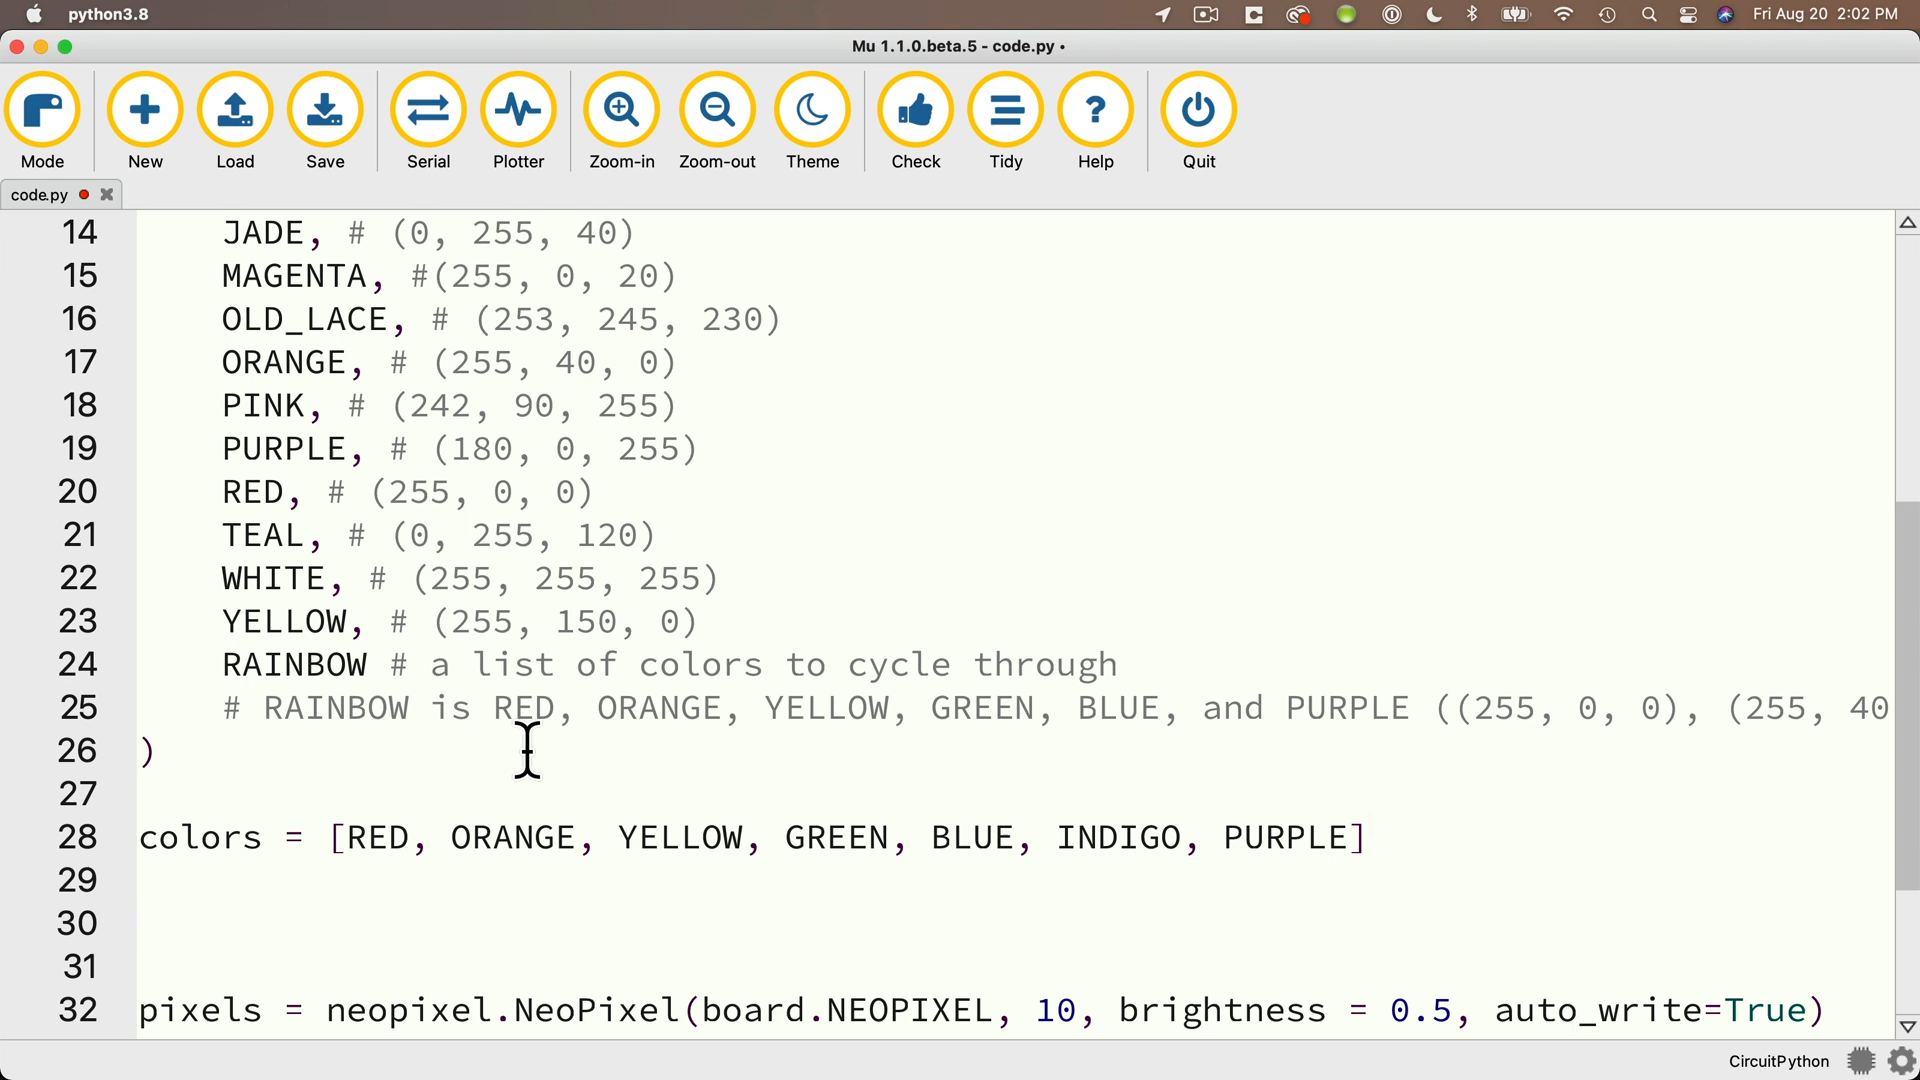 python3.8
Fri Aug 20 2:02 PM
Mu 1.1.0.beta.5 - code.py •
Mode
New
Load
Save
Serial
Plotter
Zoom-in
Zoom-out
Theme
Check
Tidy
Help
Quit
code.py
14 JADE, # (0, 255, 40)
15 MAGENTA, #(255, 0, 20)
16 OLD_LACE, # (253, 245, 230)
17 ORANGE, # (255, 40, 0)
18 PINK, # (242, 90, 255)
19 PURPLE, # (180, 0, 255)
20 RED, # (255, 0, 0)
21 TEAL, # (0, 255, 120)
22 WHITE, # (255, 255, 255)
23 YELLOW, # (255, 150, 0)
24 RAINBOW # a list of colors to cycle through
25 # RAINBOW is RED, ORANGE, YELLOW, GREEN, BLUE, and PURPLE ((255, 0, 0), (255, 40
26 )
27
28 colors = [RED, ORANGE, YELLOW, GREEN, BLUE, INDIGO, PURPLE]
29
30
31
32 pixels = neopixel.NeoPixel(board.NEOPIXEL, 10, brightness = 0.5, auto_write=True)
CircuitPython